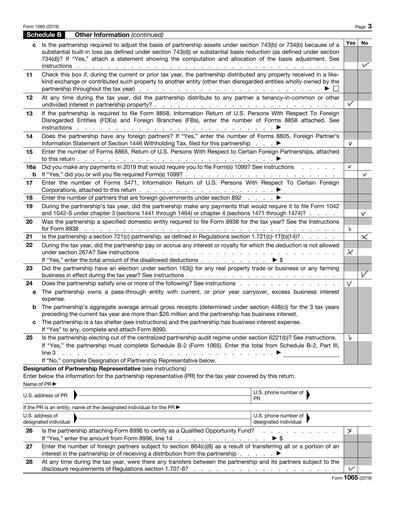 Form 1065 (2019) Page 3
Schedule B Other Information (continued)
Yes No
c Is the partnership required to adjust the basis of partnership assets under section 743(b) or 734(b) because of a
substantial built-in loss (as defined under section 743(d)) or substantial basis reduction (as defined under section
734(d))? If "Yes," attach a statement showing the computation and allocation of the basis adjustment. See
instructions ✓
11 Check this box if, during the current or prior tax year, the partnership distributed any property received in a like-
kind exchange or contributed such property to another entity (other than disregarded entities wholly owned by the
partnership throughout the tax year) ▶ ☐
12 At any time during the tax year, did the partnership distribute to any partner a tenancy-in-common or other
undivided interest in partnership property? ✓
13 If the partnership is required to file Form 8858, Information Return of U.S. Persons With Respect To Foreign
Disregarded Entities (FDEs) and Foreign Branches (FBs), enter the number of Forms 8858 attached. See
instructions ▶
14 Does the partnership have any foreign partners? If "Yes," enter the number of Forms 8805, Foreign Partner's
Information Statement of Section 1446 Withholding Tax, filed for this partnership ▶ ✓
15 Enter the number of Forms 8865, Return of U.S. Persons With Respect to Certain Foreign Partnerships, attached
to this return ▶
16a Did you make any payments in 2019 that would require you to file Form(s) 1099? See instructions ✓
b If "Yes," did you or will you file required Form(s) 1099? ✓
17 Enter the number of Forms 5471, Information Return of U.S. Persons With Respect To Certain Foreign
Corporations, attached to this return ▶
18 Enter the number of partners that are foreign governments under section 892 ▶
19 During the partnership's tax year, did the partnership make any payments that would require it to file Form 1042
and 1042-S under chapter 3 (sections 1441 through 1464) or chapter 4 (sections 1471 through 1474)? ✓
20 Was the partnership a specified domestic entity required to file Form 8938 for the tax year? See the Instructions
for Form 8938 ✓
21 Is the partnership a section 721(c) partnership, as defined in Regulations section 1.721(c)-1T(b)(14)? X
22 During the tax year, did the partnership pay or accrue any interest or royalty for which the deduction is not allowed
under section 267A? See instructions X
If "Yes," enter the total amount of the disallowed deductions ▶ $
23 Did the partnership have an election under section 163(j) for any real property trade or business or any farming
business in effect during the tax year? See instructions ✓
24 Does the partnership satisfy one or more of the following? See instructions ✓
a The partnership owns a pass-through entity with current, or prior year carryover, excess business interest
expense.
b The partnership's aggregate average annual gross receipts (determined under section 448(c)) for the 3 tax years
preceding the current tax year are more than $26 million and the partnership has business interest.
c The partnership is a tax shelter (see instructions) and the partnership has business interest expense.
If "Yes" to any, complete and attach Form 8990.
25 Is the partnership electing out of the centralized partnership audit regime under section 6221(b)? See instructions. ✓
If "Yes," the partnership must complete Schedule B-2 (Form 1065). Enter the total from Schedule B-2, Part III,
line 3 ▶
If "No," complete Designation of Partnership Representative below.
Designation of Partnership Representative (see instructions)
Enter below the information for the partnership representative (PR) for the tax year covered by this return.
Name of PR ▶
U.S. address of PR
U.S. phone number of
PR
If the PR is an entity, name of the designated individual for the PR ▶
U.S. address of
designated individual
U.S. phone number of
designated individual
26 Is the partnership attaching Form 8996 to certify as a Qualified Opportunity Fund? X
If "Yes," enter the amount from Form 8996, line 14 ▶ $
27 Enter the number of foreign partners subject to section 864(c)(8) as a result of transferring all or a portion of an
interest in the partnership or of receiving a distribution from the partnership ▶
28 At any time during the tax year, were there any transfers between the partnership and its partners subject to the
disclosure requirements of Regulations section 1.707-8? ✓
Form 1065 (2019)